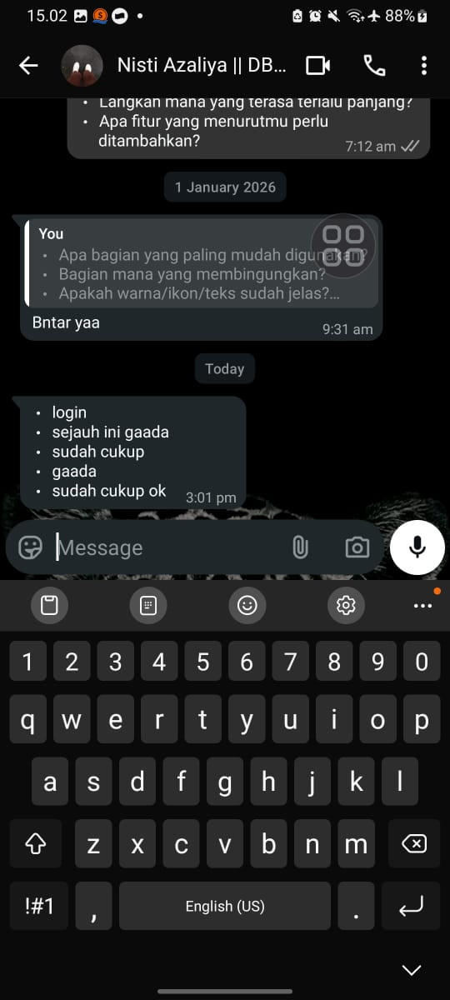 15.02 88%
Nisti Azaliya || DB...
• Langkah mana yang terasa terlalu panjang?
• Apa fitur yang menurutmu perlu
ditambahkan?
7:12 am
1 January 2026
You
• Apa bagian yang paling mudah digunakan?
• Bagian mana yang membingungkan?
• Apakah warna/ikon/teks sudah jelas?...
Bntar yaa
9:31 am
Today
• login
• sejauh ini gaada
• sudah cukup
• gaada
• sudah cukup ok
3:01 pm
Message
1 2 3 4 5 6 7 8 9 0
q w e r t y u i o p
a s d f g h j k l
z x c v b n m
!#1 , English (US) .